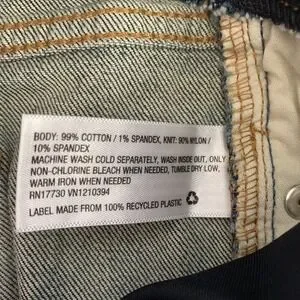 BODY: 99% COTTON / 1% SPANDEX, KNIT: 90% NYLON /
10% SPANDEX
MACHINE WASH COLD SEPARATELY, WASH INSIDE OUT, ONLY
NON-CHLORINE BLEACH WHEN NEEDED, TUMBLE DRY LOW,
WARM IRON WHEN NEEDED
RN17730 VN1210394
LABEL MADE FROM 100% RECYCLED PLASTIC